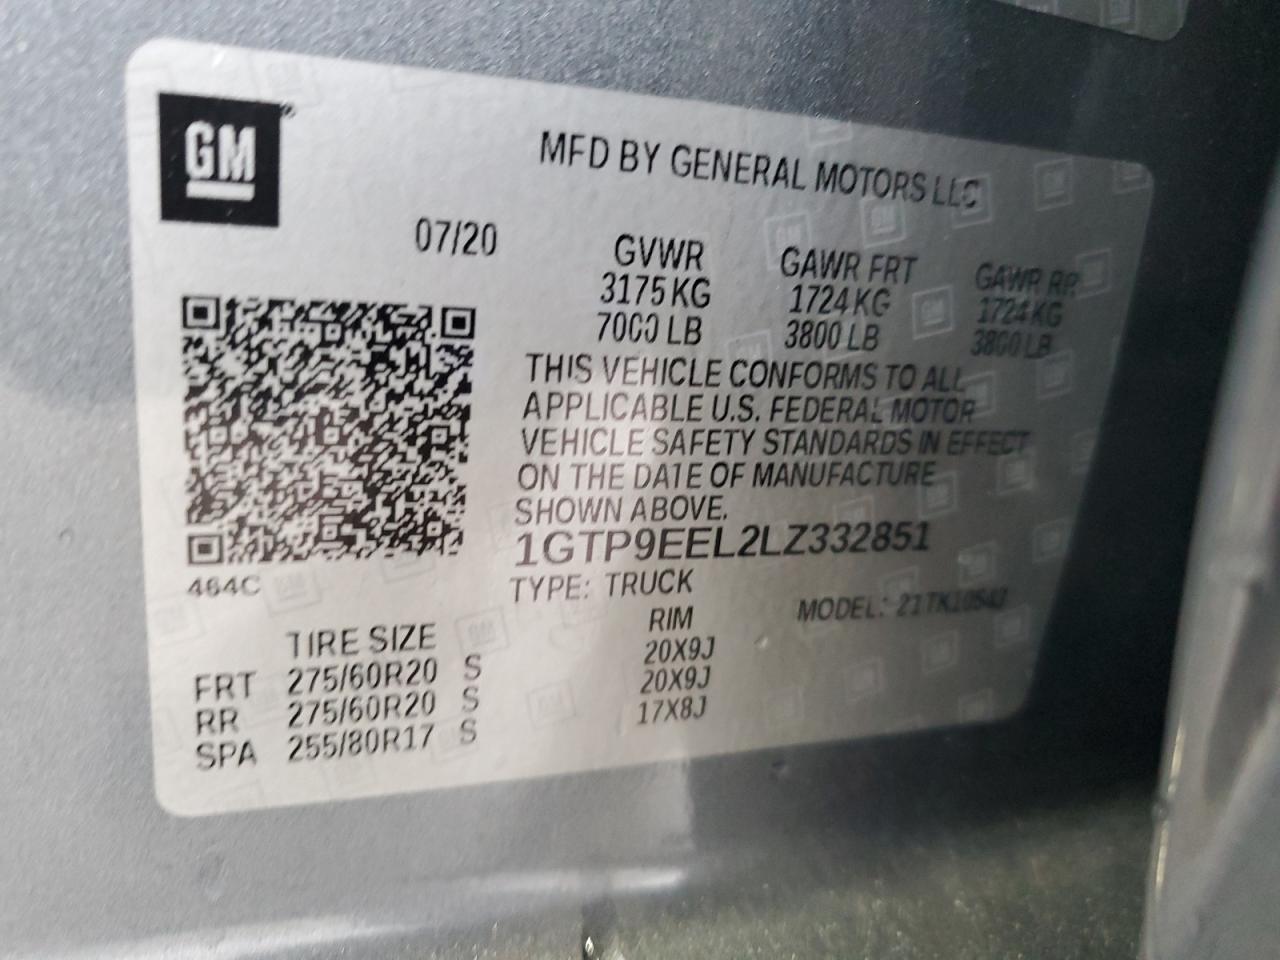 GM
MFD BY GENERAL MOTORS LLC
07/20
GVWR GAWR FRT GAWR RR
3175 KG 1724 KG 1724 KG
7000 LB 3800 LB 3800 LB
THIS VEHICLE CONFORMS TO ALL
APPLICABLE U.S. FEDERAL MOTOR
VEHICLE SAFETY STANDARDS IN EFFECT
ON THE DATE OF MANUFACTURE
SHOWN ABOVE.
1GTP9EEL2LZ332851
464C
TYPE: TRUCK MODEL:
TIRE SIZE RIM
FRT 275/60R20 S 20X9J
RR 275/60R20 S 20X9J
SPA 255/80R17 S 17X8J